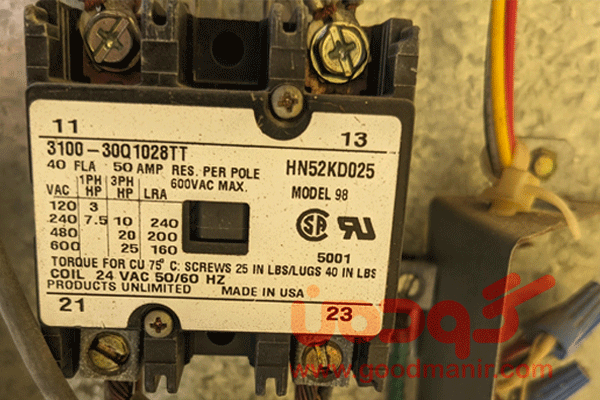 11
13
3100-30Q1028TT
40 FLA 50 AMP RES. PER POLE
600VAC MAX.
HN52KD025
MODEL 98
VAC 1PH HP 3PH HP LRA
120 3
240 7.5 10 240
480 20 200
600 25 160
5001
TORQUE FOR CU 75° C: SCREWS 25 IN LBS/LUGS 40 IN LBS
COIL 24 VAC 50/60 HZ
PRODUCTS UNLIMITED MADE IN USA
21
23
گودمن
www.goodmanir.com